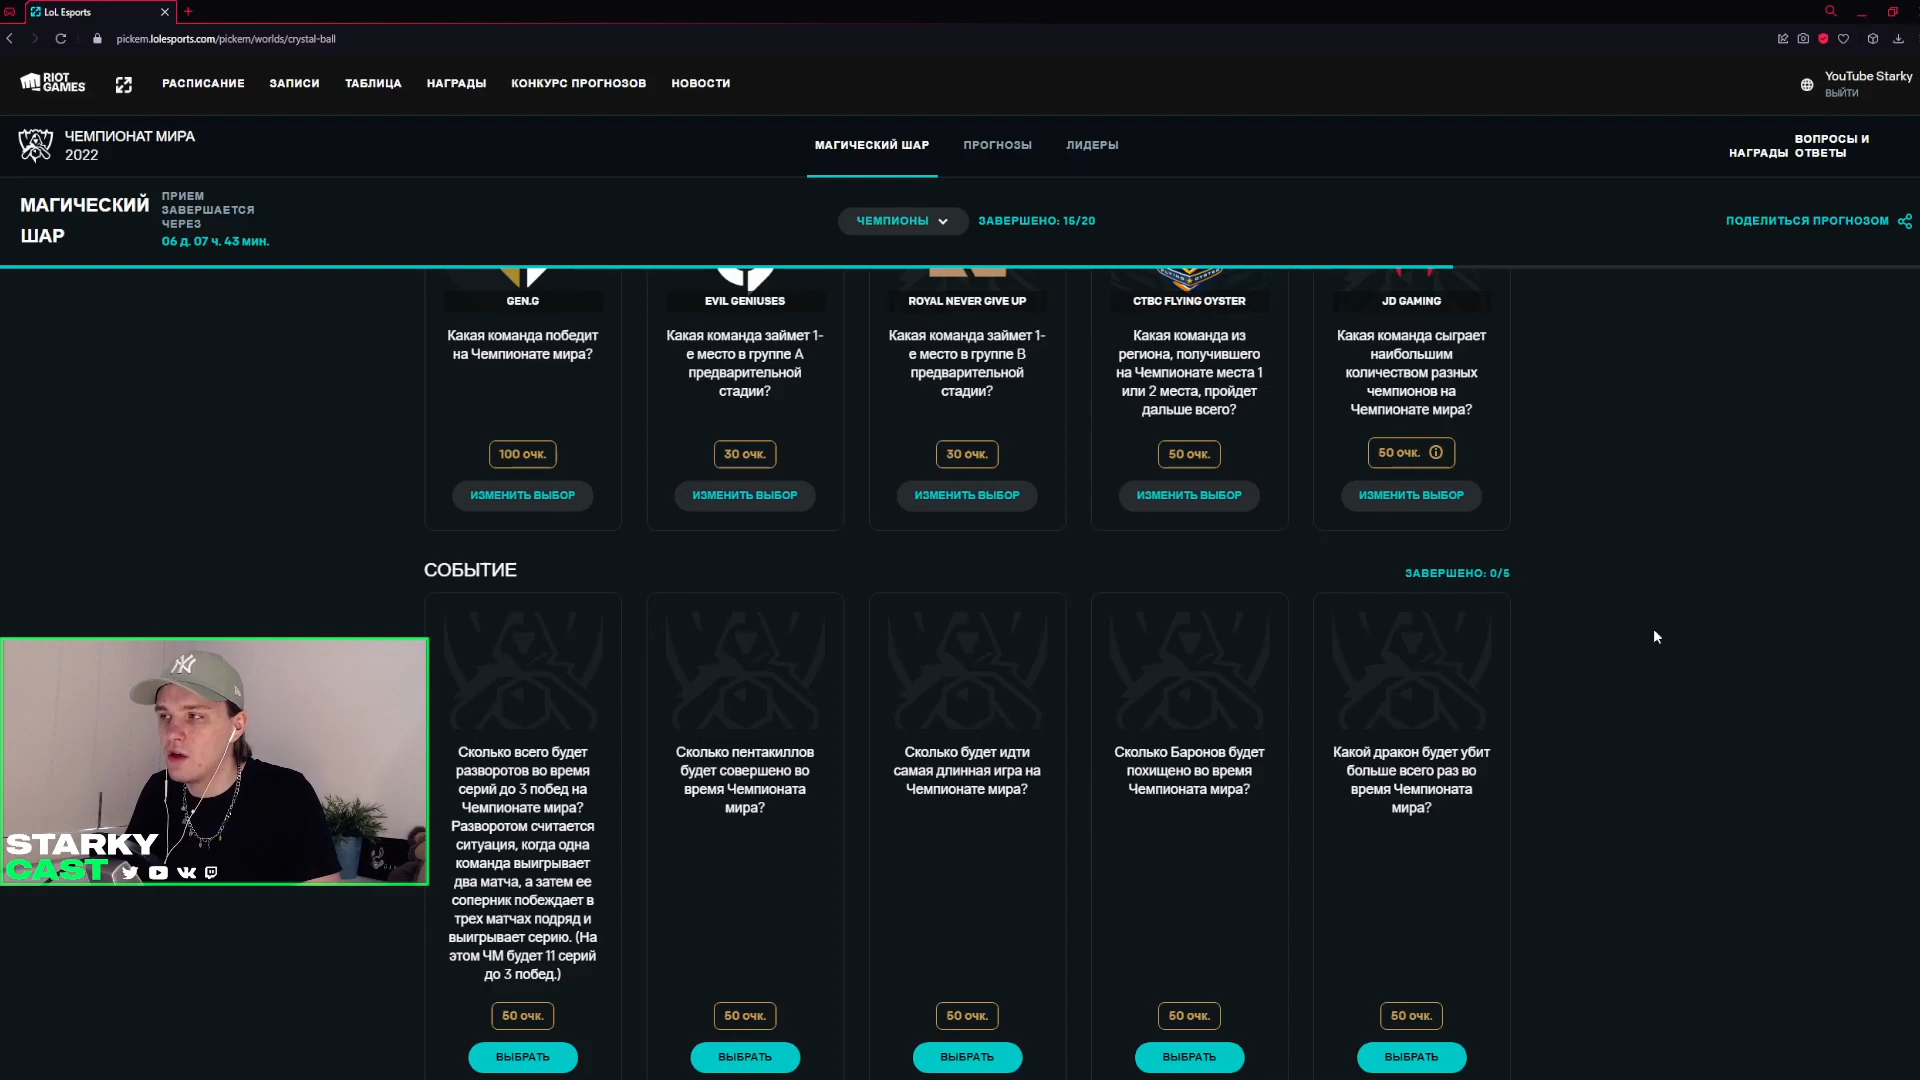 LoL Esports
pickem.lolesports.com/pickem/worlds/crystal-ball
RIOT GAMES
РАСПИСАНИЕ
ЗАПИСИ
ТАБЛИЦА
НАГРАДЫ
КОНКУРС ПРОГНОЗОВ
НОВОСТИ
YouTube Starky
ВЫЙТИ
ЧЕМПИОНАТ МИРА
2022
МАГИЧЕСКИЙ ШАР
ПРОГНОЗЫ
ЛИДЕРЫ
НАГРАДЫ
ВОПРОСЫ И
ОТВЕТЫ
МАГИЧЕСКИЙ
ШАР
ПРИЕМ
ЗАВЕРШАЕТСЯ
ЧЕРЕЗ
06 д. 07 ч. 43 мин.
ЧЕМПИОНЫ
ЗАВЕРШЕНО: 15/20
ПОДЕЛИТЬСЯ ПРОГНОЗОМ
GEN.G
Какая команда победит
на Чемпионате мира?
100 очк.
ИЗМЕНИТЬ ВЫБОР
EVIL GENIUSES
Какая команда займет 1-
е место в группе A
предварительной
стадии?
30 очк.
ИЗМЕНИТЬ ВЫБОР
ROYAL NEVER GIVE UP
Какая команда займет 1-
е место в группе B
предварительной
стадии?
30 очк.
ИЗМЕНИТЬ ВЫБОР
CTBC FLYING OYSTER
Какая команда из
региона, получившего
на Чемпионате места 1
или 2 места, пройдет
дальше всего?
50 очк.
ИЗМЕНИТЬ ВЫБОР
JD GAMING
Какая команда сыграет
наибольшим
количеством разных
чемпионов на
Чемпионате мира?
50 очк.
ИЗМЕНИТЬ ВЫБОР
СОБЫТИЕ
ЗАВЕРШЕНО: 0/5
Сколько всего будет
разворотов во время
серий до 3 побед на
Чемпионате мира?
Разворотом считается
ситуация, когда одна
команда выигрывает
два матча, а затем ее
соперник побеждает в
трех матчах подряд и
выигрывает серию. (На
этом ЧМ будет 11 серий
до 3 побед.)
50 очк.
ВЫБРАТЬ
Сколько пентакиллов
будет совершено во
время Чемпионата
мира?
50 очк.
ВЫБРАТЬ
Сколько будет идти
самая длинная игра на
Чемпионате мира?
50 очк.
ВЫБРАТЬ
Сколько Баронов будет
похищено во время
Чемпионата мира?
50 очк.
ВЫБРАТЬ
Какой дракон будет убит
больше всего раз во
время Чемпионата
мира?
50 очк.
ВЫБРАТЬ
NY
STARKY
CAST